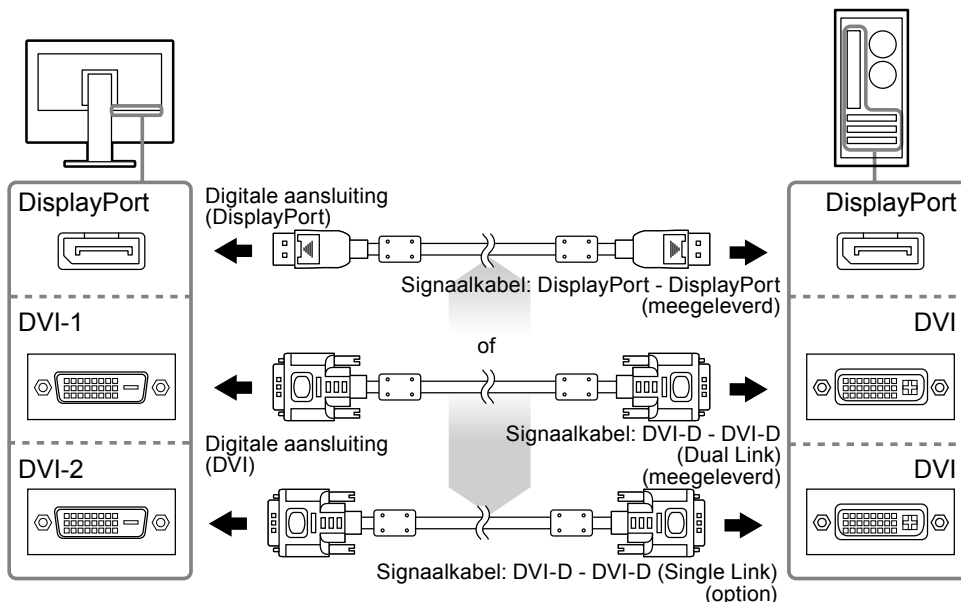 DisplayPort
Digitale aansluiting
(DisplayPort)
DisplayPort
Signaalkabel: DisplayPort - DisplayPort
(meegeleverd)
DVI-1
of
DVI
Signaalkabel: DVI-D - DVI-D
(Dual Link)
(meegeleverd)
Digitale aansluiting
(DVI)
DVI-2
DVI
Signaalkabel: DVI-D - DVI-D (Single Link)
(option)